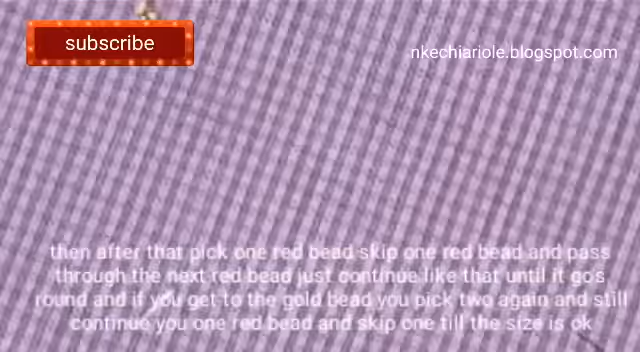 subscribe
nkechiariole.blogspot.com
then after that pick one red bead skip one red bead and pass
through the next red bead just continue like that until it gos
round and if you get to the gold bead you pick two again and still
continue you one red bead and skip one till the size is ok